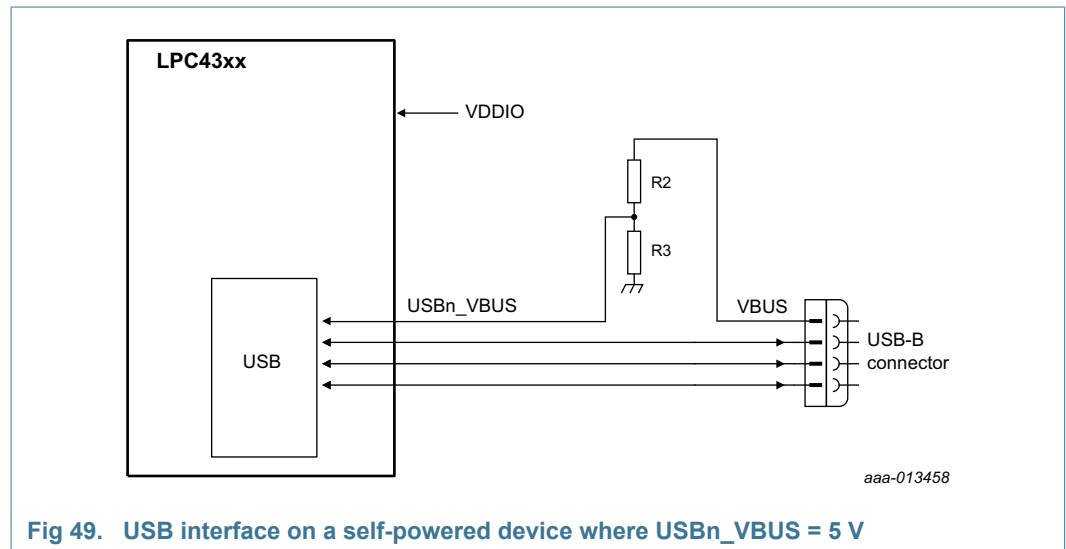 LPC43xx
VDDIO
R2
R3
USBn_VBUS
VBUS
USB
USB-B
connector
aaa-013458
Fig 49. USB interface on a self-powered device where USBn_VBUS = 5 V